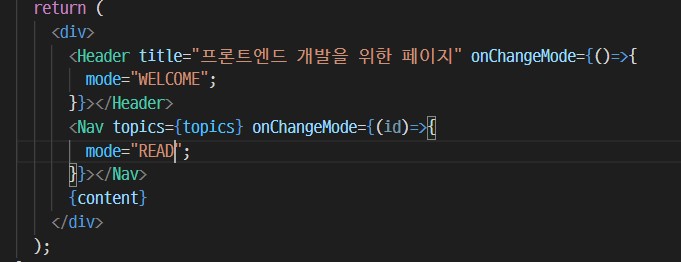 return (
<div>
<Header title="프론트엔드 개발을 위한 페이지" onChangeMode={()=>{
mode="WELCOME";
}}></Header>
<Nav topics={topics} onChangeMode={(id)=>{
mode="READ";
}}></Nav>
{content}
</div>
);